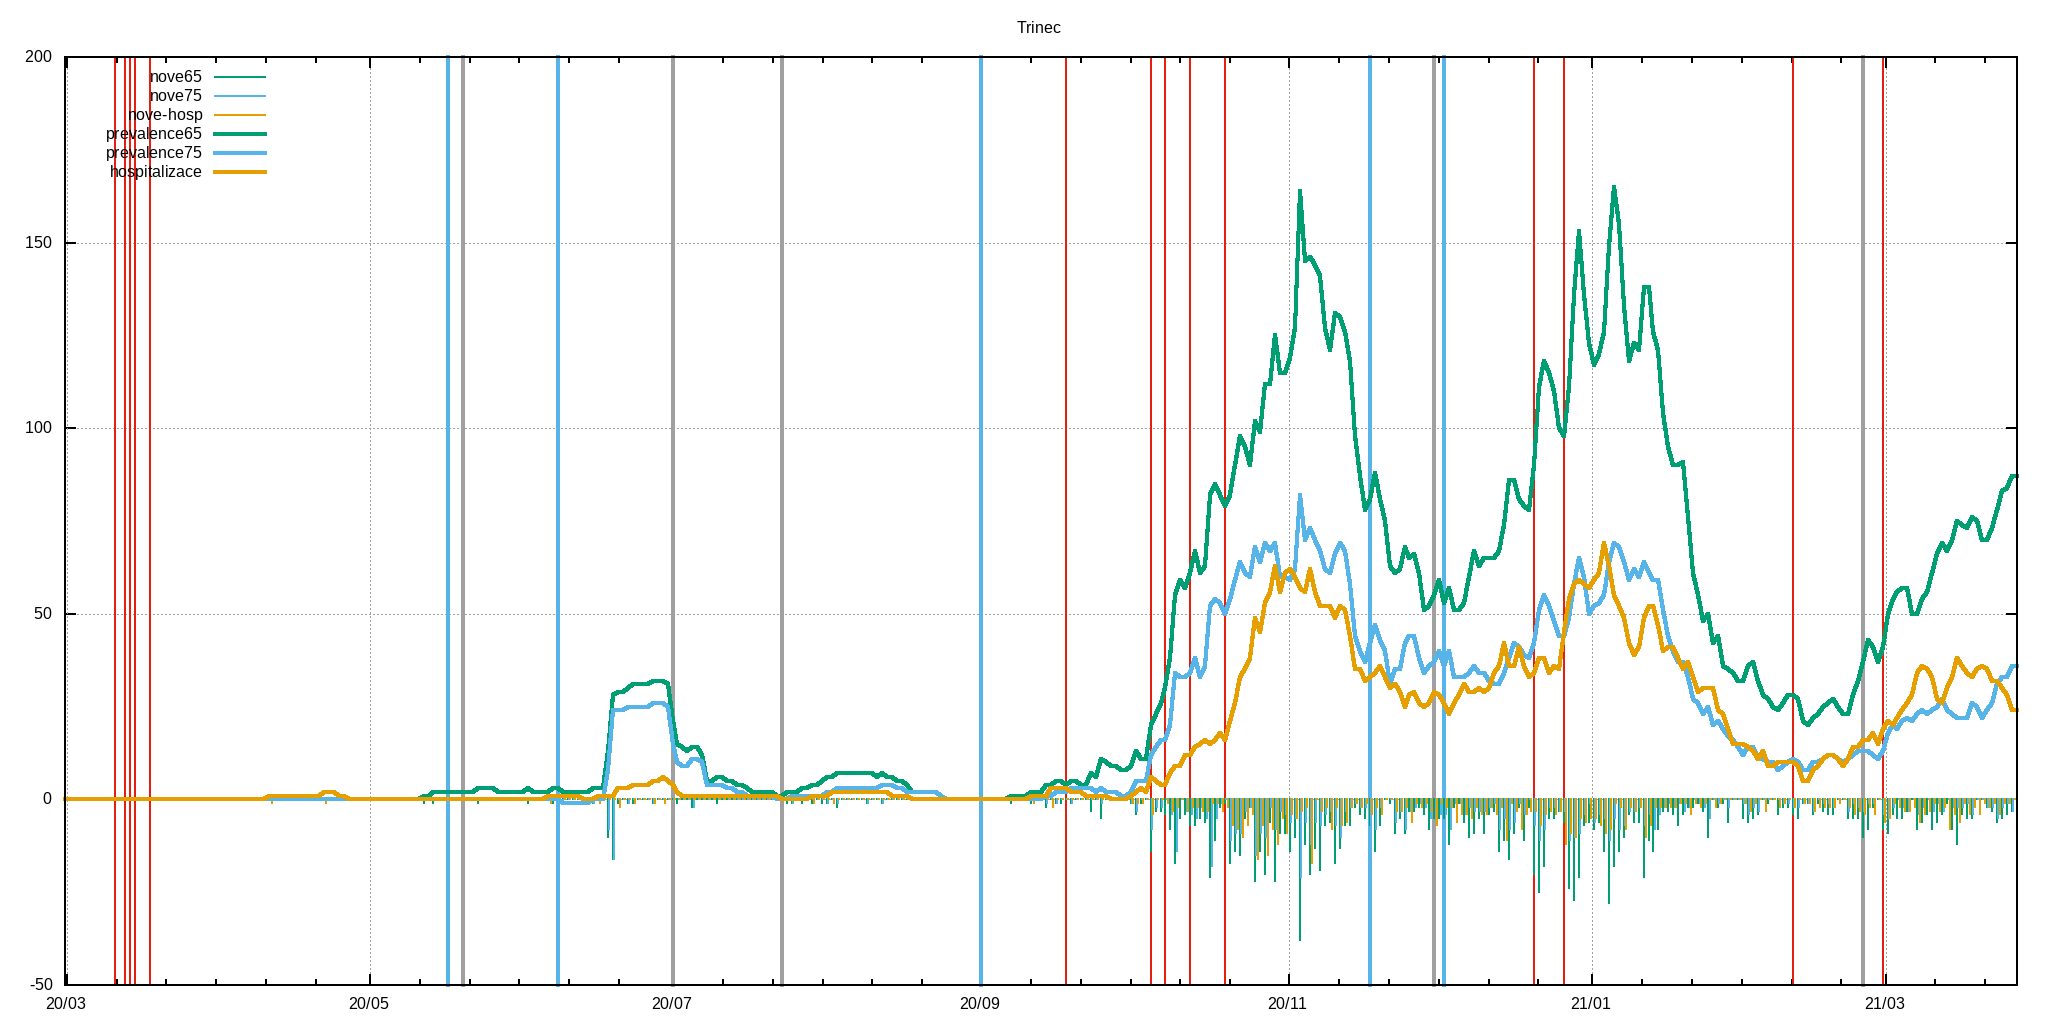 Trinec
200
nove65
nove75
nove-hosp
prevalence65
prevalence75
hospitalizace
150
100
50
0
-50
20/03 20/05 20/07 20/09 20/11 21/01 21/03